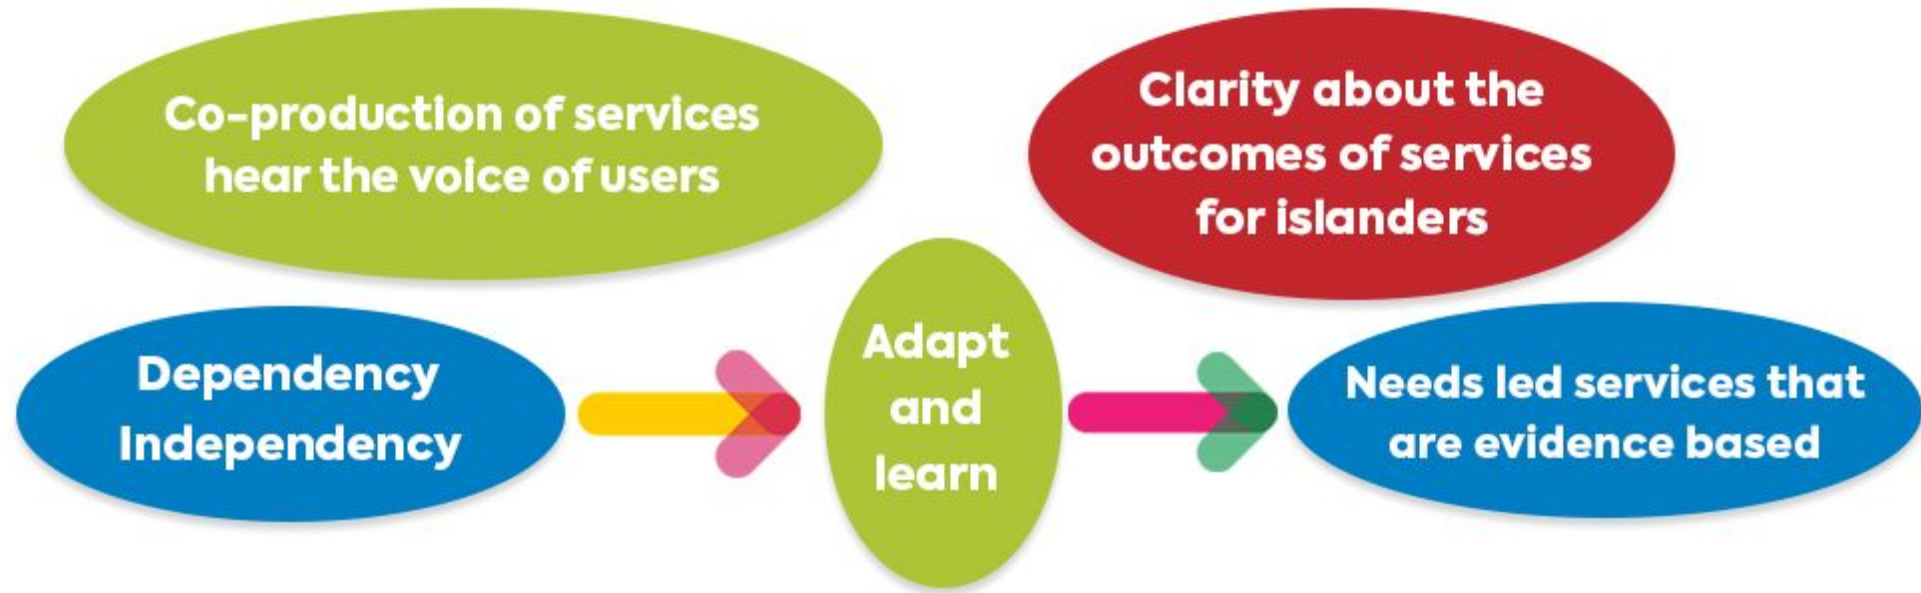 Co-production of services
hear the voice of users
Clarity about the
outcomes of services
for islanders
Dependency
Independency
Adapt
and
learn
Needs led services that
are evidence based